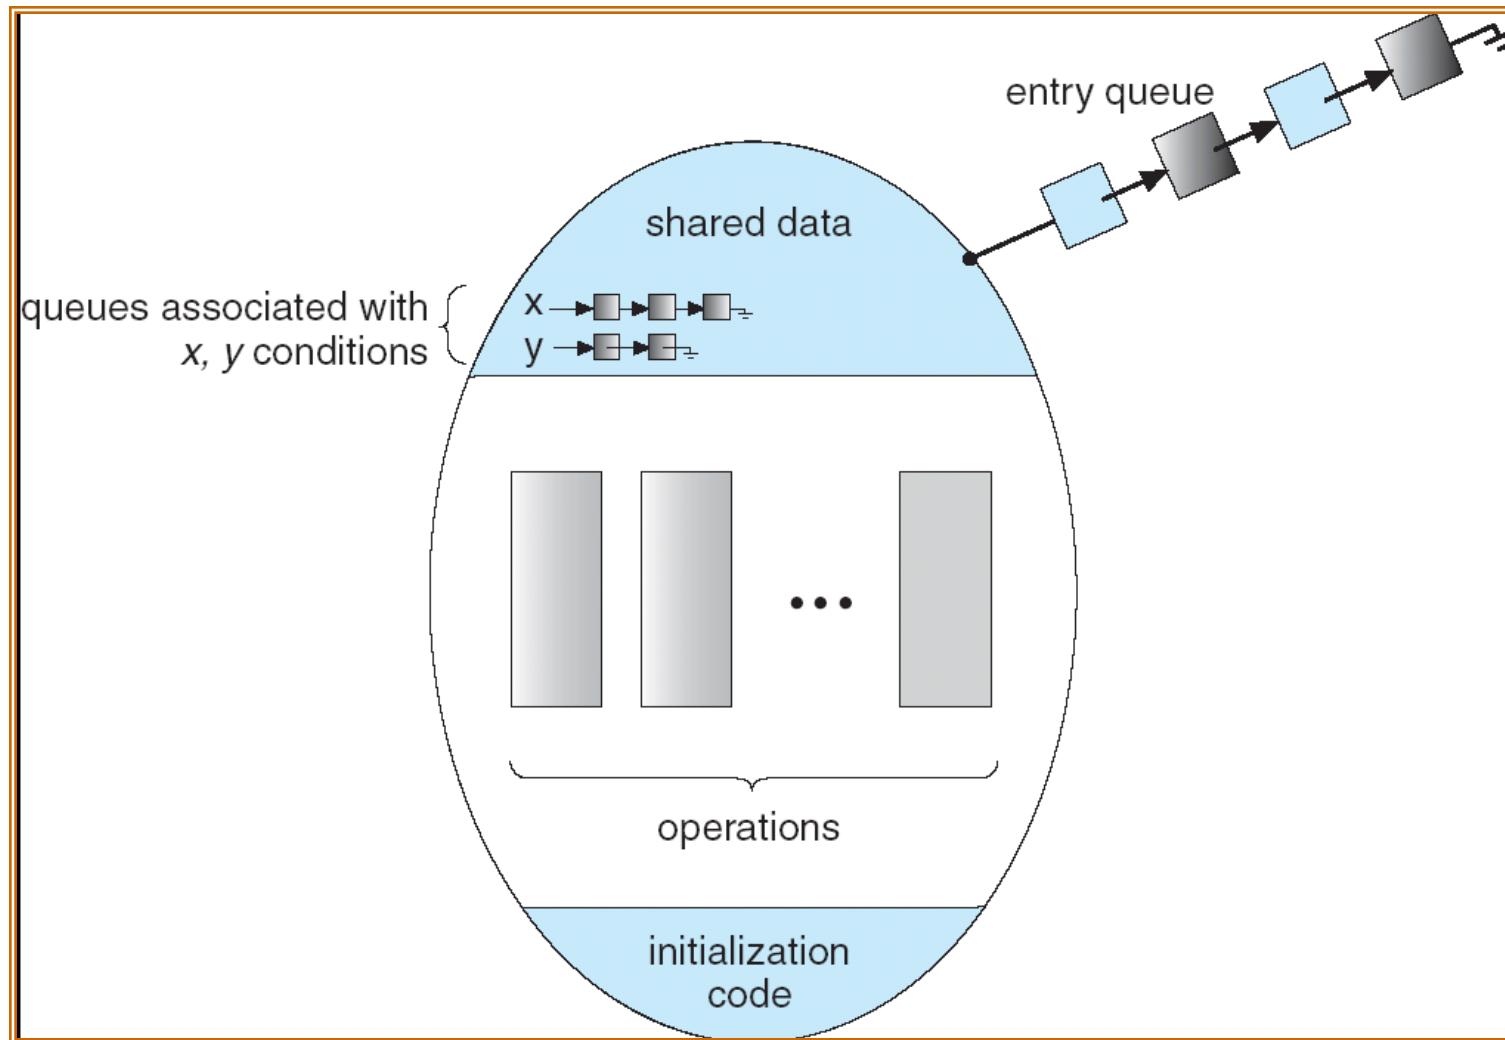 entry queue
shared data
queues associated with
x, y conditions
x
y
operations
initialization
code